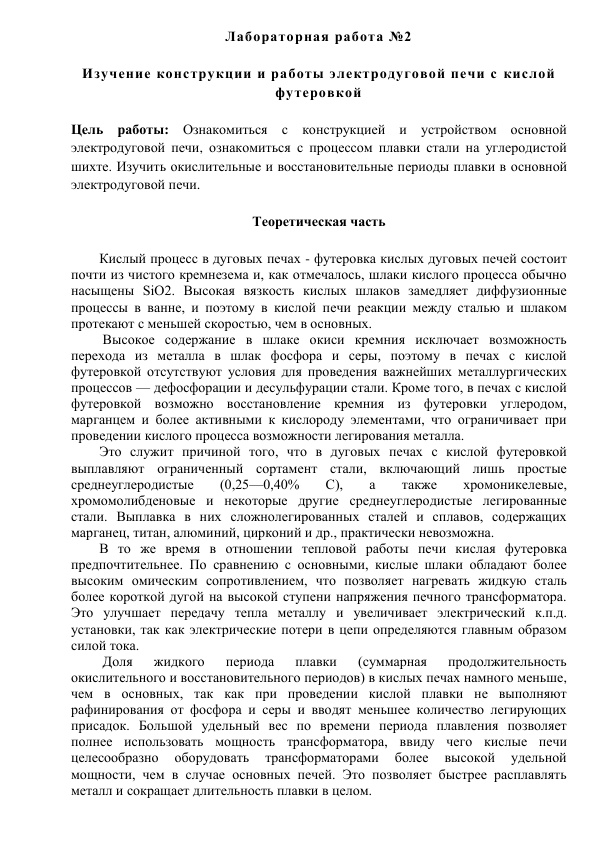 Лабораторная работа №2
Изучение конструкции и работы электродуговой печи с кислой
футеровкой
Цель работы: Ознакомиться с конструкцией и устройством основной
электродуговой печи, ознакомиться с процессом плавки стали на углеродистой
шихте. Изучить окислительные и восстановительные периоды плавки в основной
электродуговой печи.
Теоретическая часть
Кислый процесс в дуговых печах - футеровка кислых дуговых печей состоит
почти из чистого кремнезема и, как отмечалось, шлаки кислого процесса обычно
насыщены SiO2. Высокая вязкость кислых шлаков замедляет диффузионные
процессы в ванне, и поэтому в кислой печи реакции между сталью и шлаком
протекают с меньшей скоростью, чем в основных.
Высокое содержание в шлаке окиси кремния исключает возможность
перехода из металла в шлак фосфора и серы, поэтому в печах с кислой
футеровкой отсутствуют условия для проведения важнейших металлургических
процессов — дефосфорации и десульфурации стали. Кроме того, в печах с кислой
футеровкой возможно восстановление кремния из футеровки углеродом,
марганцем и более активными к кислороду элементами, что ограничивает при
проведении кислого процесса возможности легирования металла.
Это служит причиной того, что в дуговых печах с кислой футеровкой
выплавляют ограниченный сортамент стали, включающий лишь простые
среднеуглеродистые (0,25—0,40% С), а также хромоникелевые,
хромомолибденовые и некоторые другие среднеуглеродистые легированные
стали. Выплавка в них сложнолегированных сталей и сплавов, содержащих
марганец, титан, алюминий, цирконий и др., практически невозможна.
В то же время в отношении тепловой работы печи кислая футеровка
предпочтительнее. По сравнению с основными, кислые шлаки обладают более
высоким омическим сопротивлением, что позволяет нагревать жидкую сталь
более короткой дугой на высокой ступени напряжения печного трансформатора.
Это улучшает передачу тепла металлу и увеличивает электрический к.п.д.
установки, так как электрические потери в цепи определяются главным образом
силой тока.
Доля жидкого периода плавки (суммарная продолжительность
окислительного и восстановительного периодов) в кислых печах намного меньше,
чем в основных, так как при проведении кислой плавки не выполняют
рафинирования от фосфора и серы и вводят меньшее количество легирующих
присадок. Большой удельный вес по времени периода плавления позволяет
полнее использовать мощность трансформатора, ввиду чего кислые печи
целесообразно оборудовать трансформаторами более высокой удельной
мощности, чем в случае основных печей. Это позволяет быстрее расплавлять
металл и сокращает длительность плавки в целом.